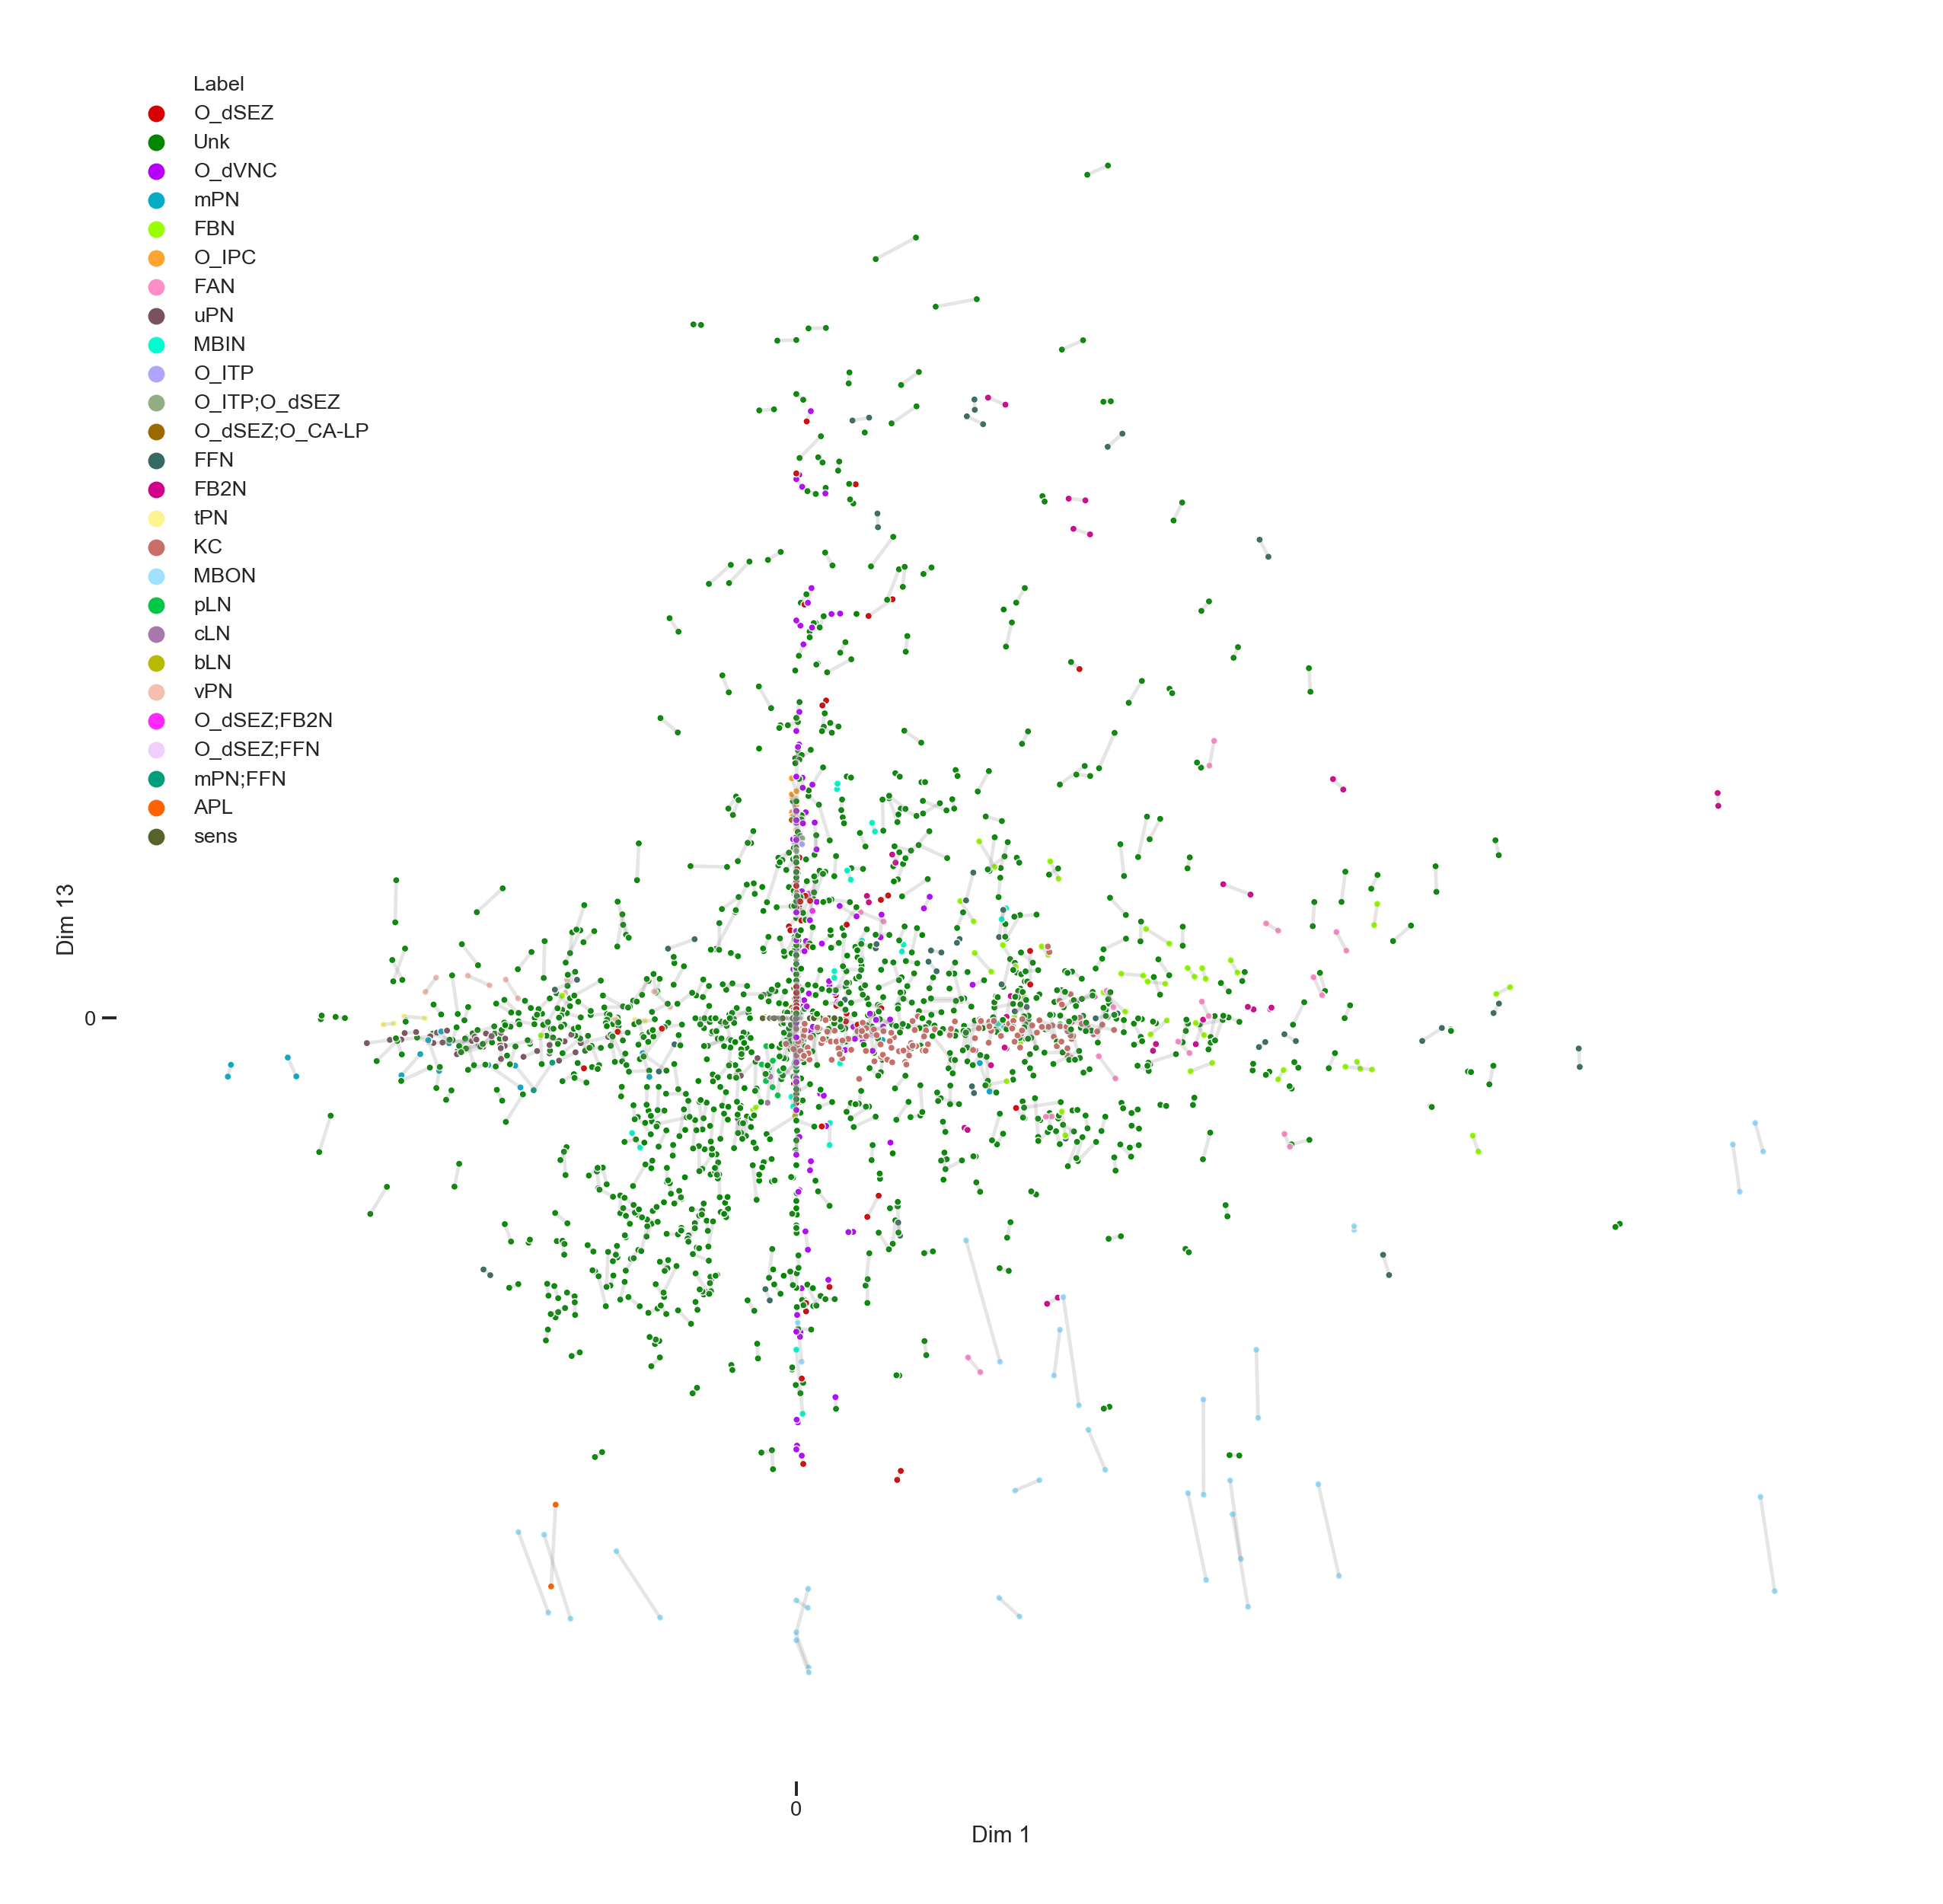 Label
O_dSEZ
Unk
O_dVNC
mPN
FBN
O_IPC
FAN
uPN
MBIN
O_ITP
O_ITP;O_dSEZ
O_dSEZ;O_CA-LP
FFN
FB2N
tPN
KC
MBON
pLN
cLN
bLN
vPN
O_dSEZ;FB2N
O_dSEZ;FFN
mPN;FFN
APL
sens
Dim 13
0
0
Dim 1